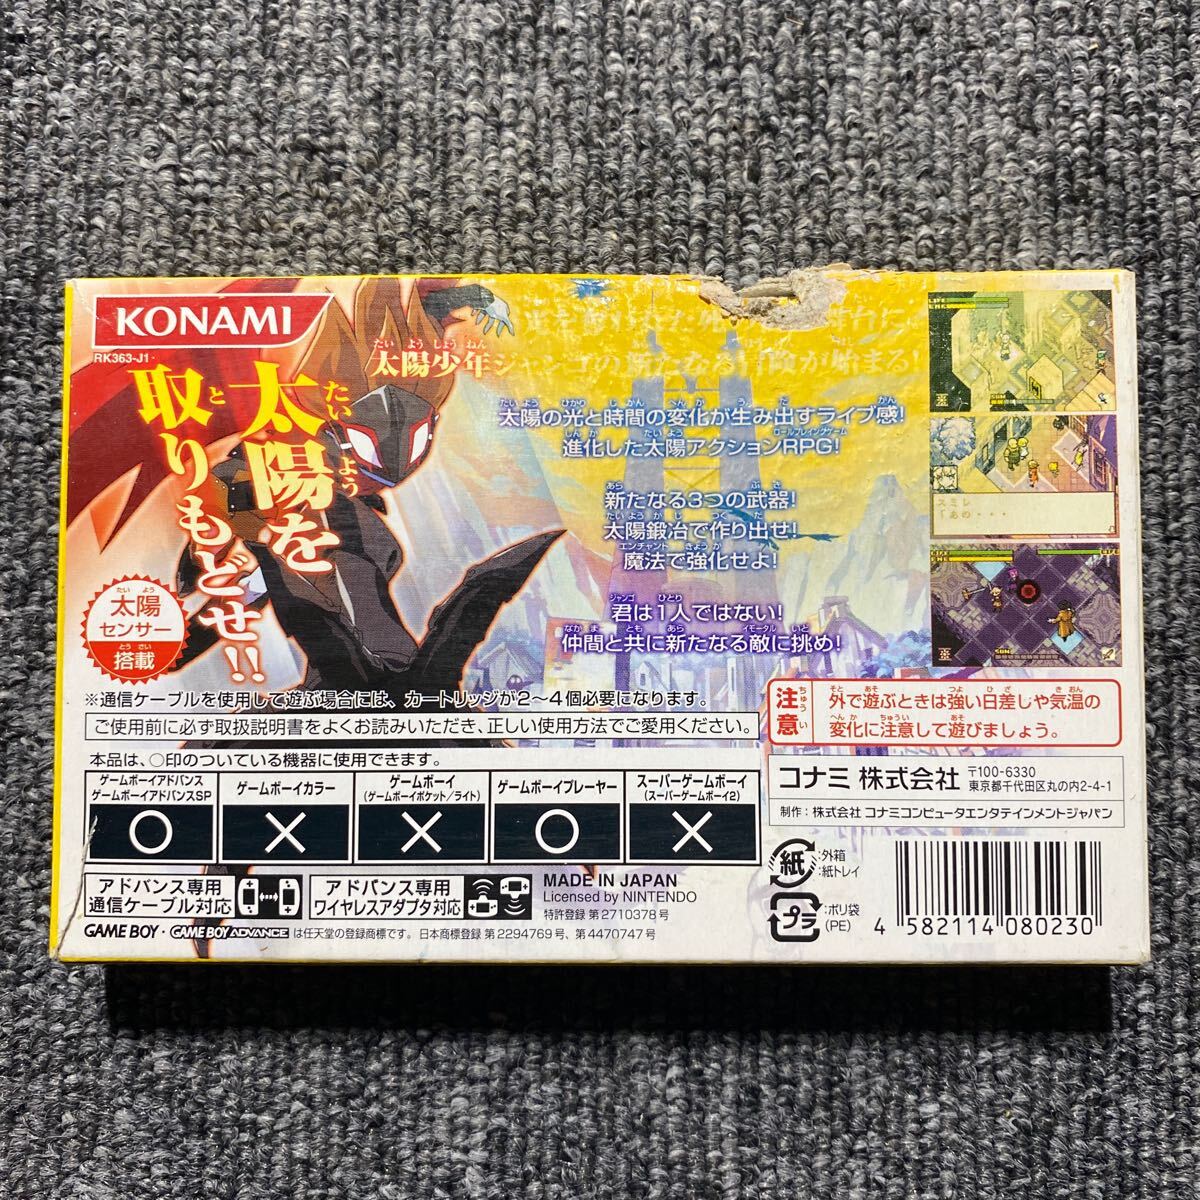 KONAMI
RK363-J1
太陽を
取りもどせ!!
太陽少年ジャンゴの新たなる冒険が始まる!
太陽の光と時間の変化が生み出すライブ感!
進化した太陽アクションRPG!
新たなる3つの武器!
太陽鍛冶で作り出せ!
魔法で強化せよ!
君は1人ではない!
仲間と共に新たなる敵に挑め!
太陽
センサー
搭載
スミレ
「あの・・・
※通信ケーブルを使用して遊ぶ場合には、カートリッジが2〜4個必要になります。
ご使用前に必ず取扱説明書をよくお読みいただき、正しい使用方法でご愛用ください。
本品は、○印のついている機器に使用できます。
ゲームボーイアドバンス
ゲームボーイアドバンスSP
ゲームボーイカラー
ゲームボーイ
(ゲームボーイポケット/ライト)
ゲームボーイプレーヤー
スーパーゲームボーイ
(スーパーゲームボーイ2)
○ × × ○ ×
アドバンス専用
通信ケーブル対応
アドバンス専用
ワイヤレスアダプタ対応
MADE IN JAPAN
Licensed by NINTENDO
特許登録 第2710378号
GAME BOY・GAME BOY ADVANCE は任天堂の登録商標です。日本商標登録 第2294769号、第4470747号
注意
外で遊ぶときは強い日差しや気温の
変化に注意して遊びましょう。
コナミ 株式会社
〒100-6330
東京都千代田区丸の内2-4-1
制作:株式会社 コナミコンピュータエンタテインメントジャパン
紙
:外箱
:紙トレイ
プラ
:ポリ袋
(PE)
4 582114 080230